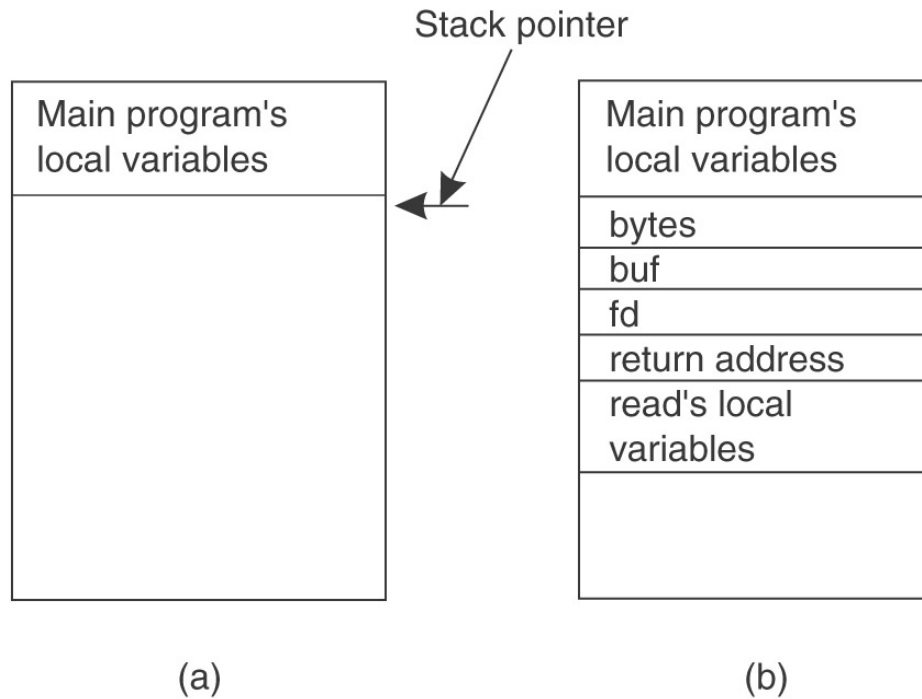 Stack pointer
Main program's
local variables
Main program's
local variables
bytes
buf
fd
return address
read's local
variables
(a)
(b)